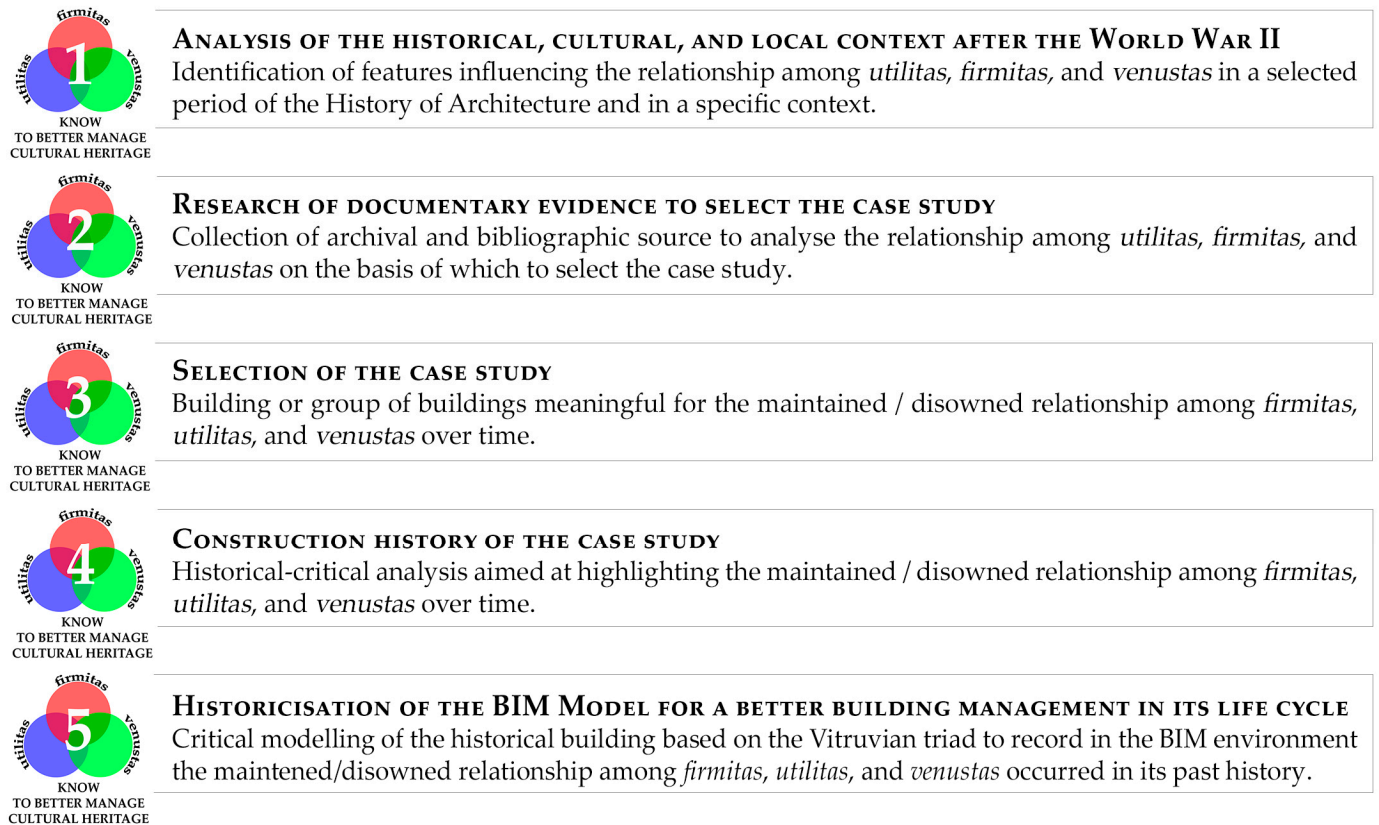 firmitas
utilitas
venustas
1
KNOW
TO BETTER MANAGE
CULTURAL HERITAGE
Analysis of the historical, cultural, and local context after the World War II
Identification of features influencing the relationship among utilitas, firmitas, and venustas in a selected
period of the History of Architecture and in a specific context.
firmitas
utilitas
venustas
2
KNOW
TO BETTER MANAGE
CULTURAL HERITAGE
Research of documentary evidence to select the case study
Collection of archival and bibliographic source to analyse the relationship among utilitas, firmitas, and
venustas on the basis of which to select the case study.
firmitas
utilitas
venustas
3
KNOW
TO BETTER MANAGE
CULTURAL HERITAGE
Selection of the case study
Building or group of buildings meaningful for the maintained / disowned relationship among firmitas,
utilitas, and venustas over time.
firmitas
utilitas
venustas
4
KNOW
TO BETTER MANAGE
CULTURAL HERITAGE
Construction history of the case study
Historical-critical analysis aimed at highlighting the maintained / disowned relationship among firmitas,
utilitas, and venustas over time.
firmitas
utilitas
venustas
5
KNOW
TO BETTER MANAGE
CULTURAL HERITAGE
Historicisation of the BIM Model for a better building management in its life cycle
Critical modelling of the historical building based on the Vitruvian triad to record in the BIM environment
the maintened/disowned relationship among firmitas, utilitas, and venustas occurred in its past history.